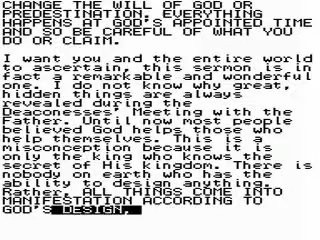 CHANGE THE WILL OF GOD OR
PREDESTINATION. EVERYTHING
HAPPENS AT GOD'S APPOINTED TIME
AND SO BE CAREFUL OF WHAT YOU
DO OR CLAIM.
I want you and the entire world
to ascertain, this sermon is in
fact a remarkable and wonderful
one. I do not know why great,
hidden things are always
revealed during the
Deaconesses' Meeting with the
Father. Until now most people
believed God helps those who
help themselves. This is a
misconception because it is
only the king who knows the
secret of His kingdom. There is
nobody on earth who has the
ability to design anything.
Rather, ALL THINGS COME INTO
MANIFESTATION ACCORDING TO
GOD'S DESIGN.